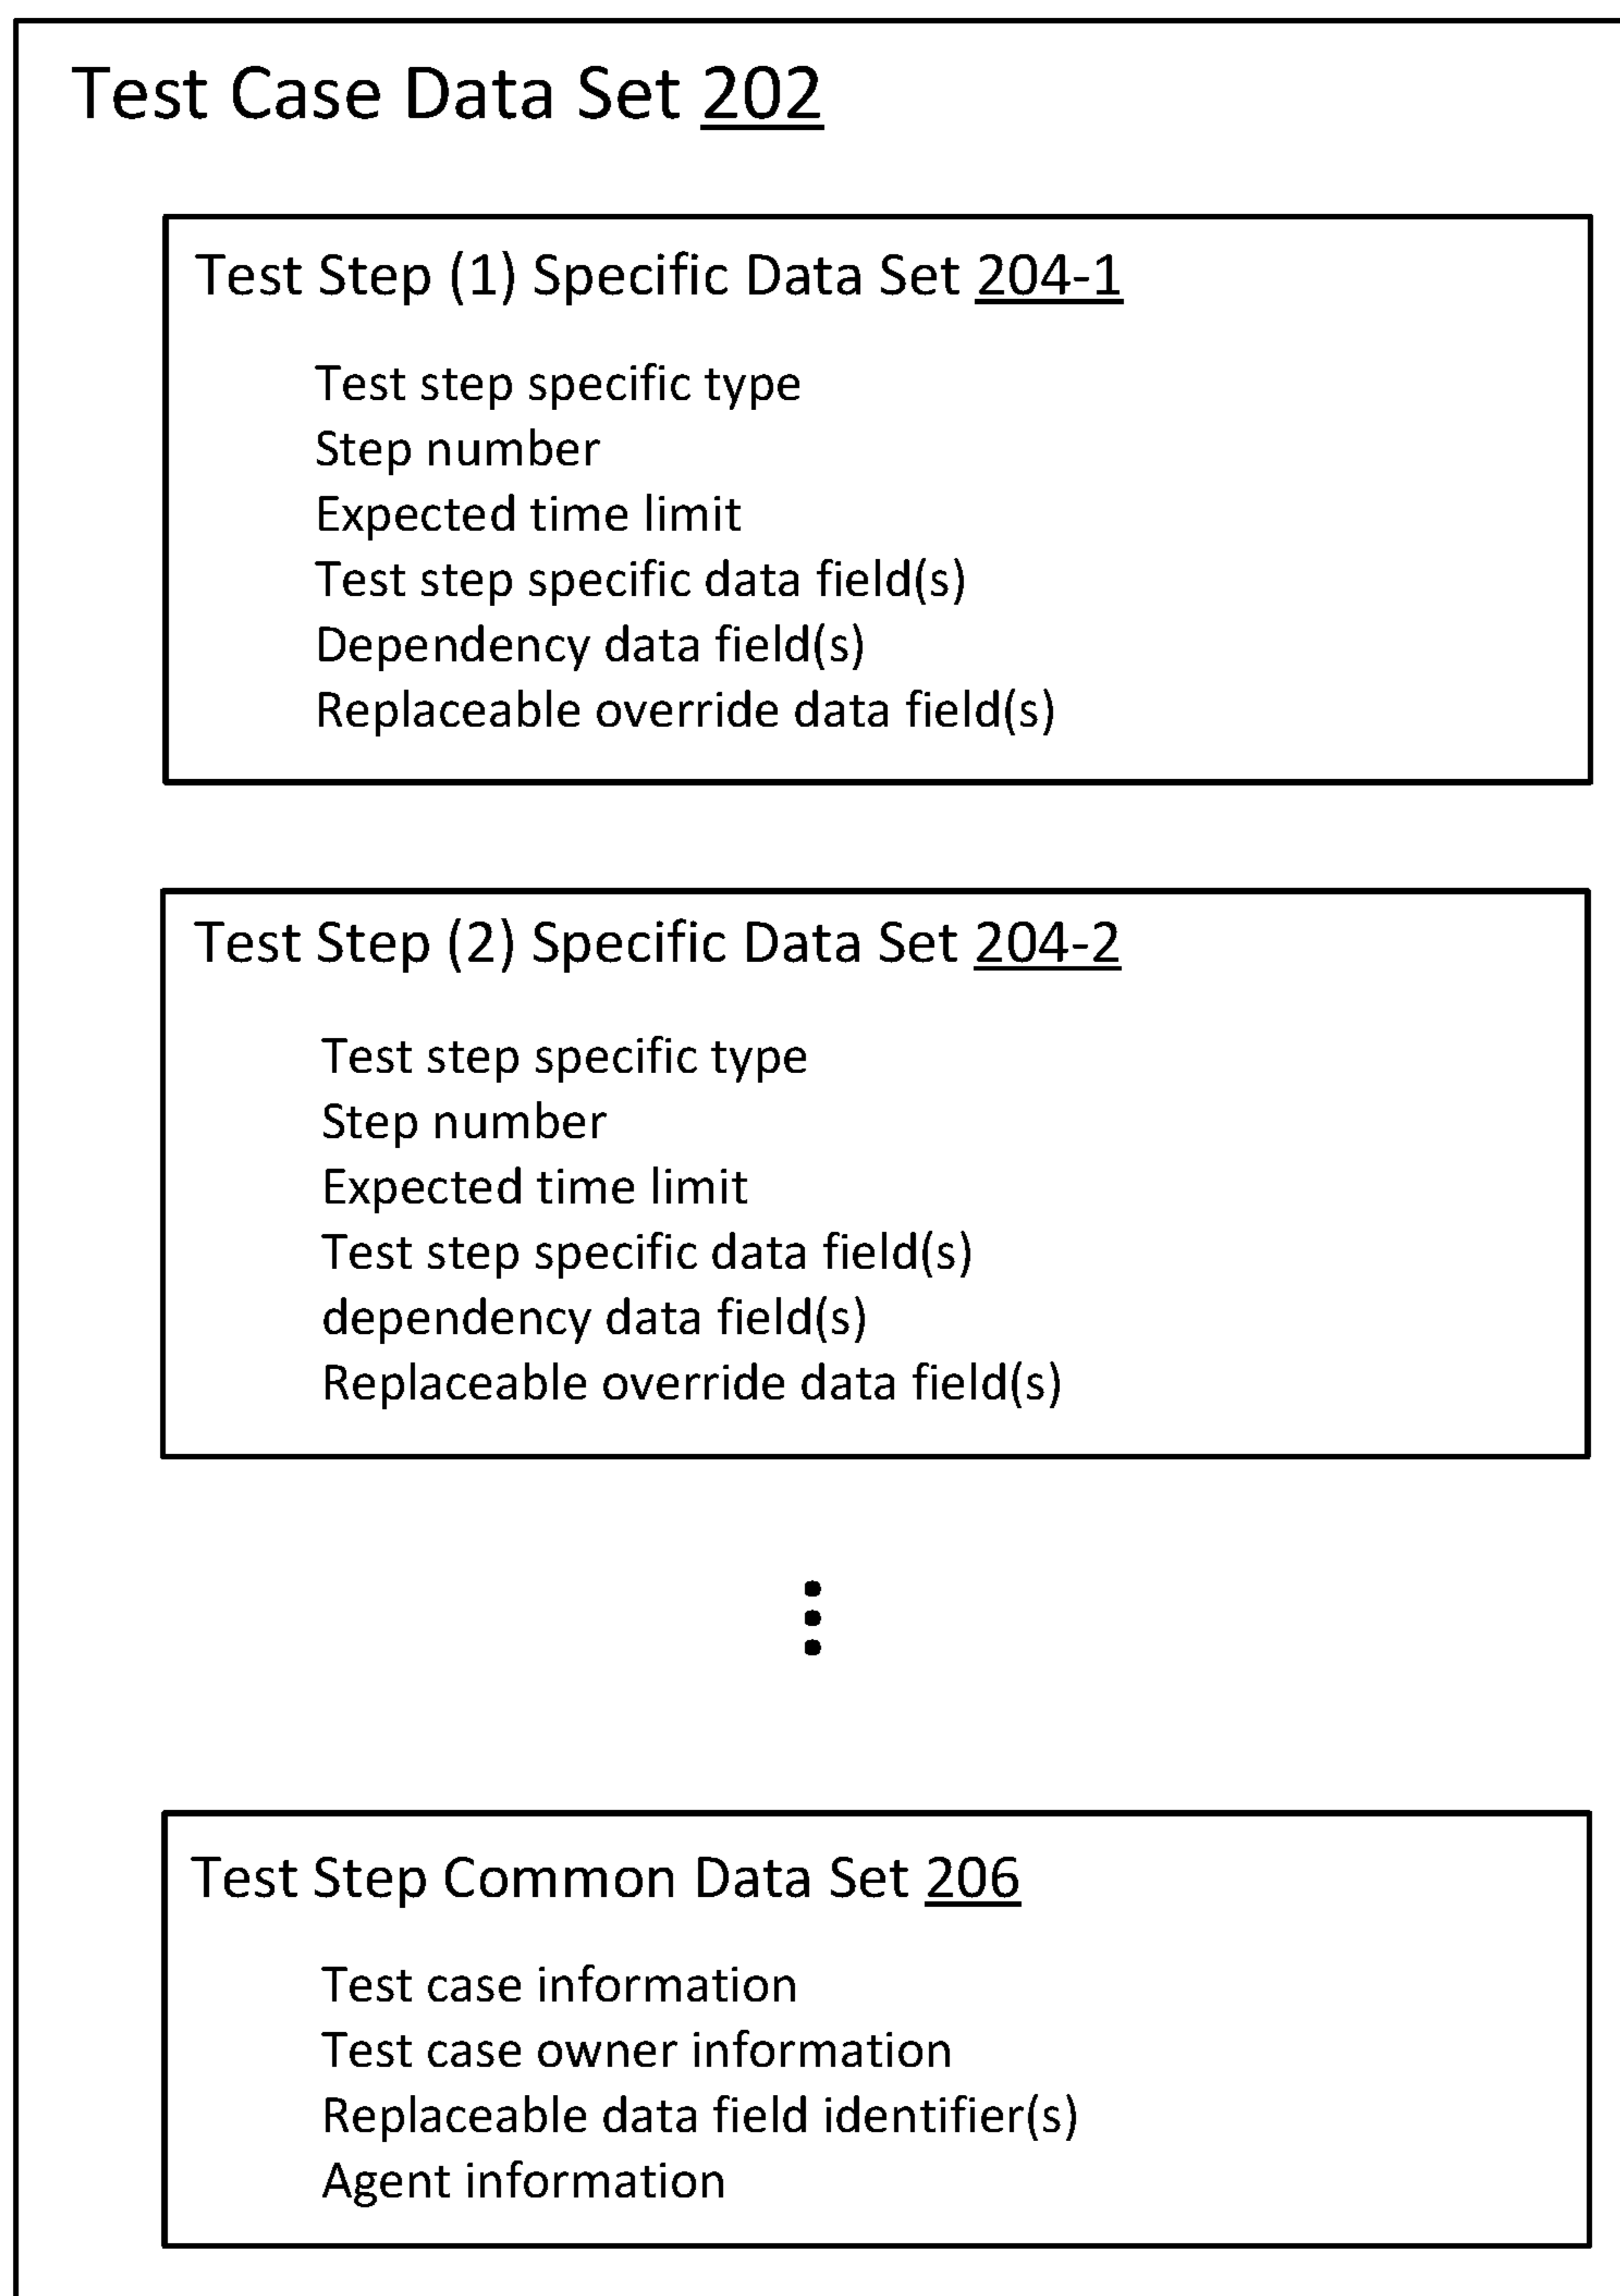 Test Case Data Set 202
Test Step (1) Specific Data Set 204-1
Test step specific type
Step number
Expected time limit
Test step specific data field(s)
Dependency data field(s)
Replaceable override data field(s)
Test Step (2) Specific Data Set 204-2
Test step specific type
Step number
Expected time limit
Test step specific data field(s)
dependency data field(s)
Replaceable override data field(s)
Test Step Common Data Set 206
Test case information
Test case owner information
Replaceable data field identifier(s)
Agent information